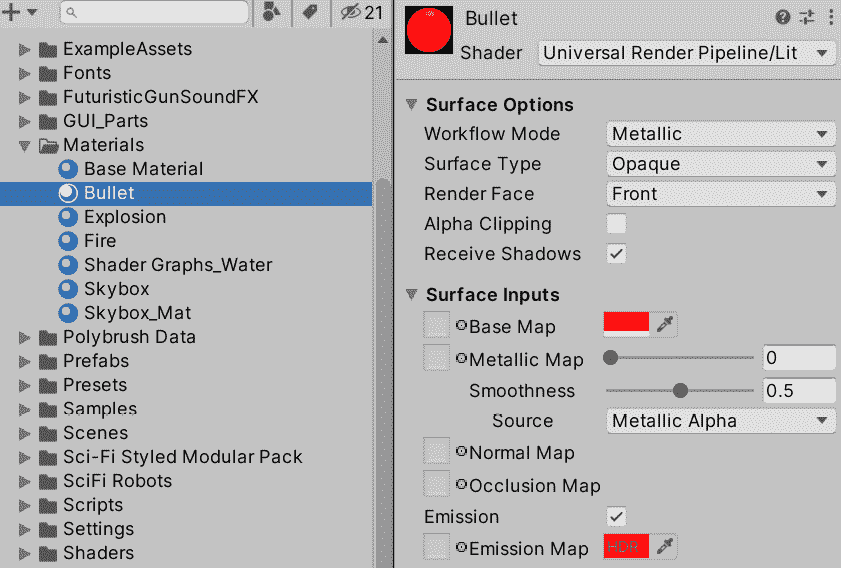 21
ExampleAssets
Fonts
FuturisticGunSoundFX
GUI_Parts
Materials
Base Material
Bullet
Explosion
Fire
Shader Graphs_Water
Skybox
Skybox_Mat
Polybrush Data
Prefabs
Presets
Samples
Scenes
Sci-Fi Styled Modular Pack
SciFi Robots
Scripts
Settings
Shaders
Bullet
Shader Universal Render Pipeline/Lit
Surface Options
Workflow Mode Metallic
Surface Type Opaque
Render Face Front
Alpha Clipping
Receive Shadows
Surface Inputs
Base Map
Metallic Map 0
Smoothness 0.5
Source Metallic Alpha
Normal Map
Occlusion Map
Emission
Emission Map HDR